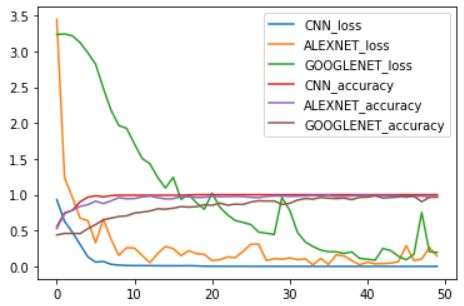 3.5
3.0
2.5
2.0
1.5
1.0
0.5
0.0
CNN_loss
ALEXNET_loss
GOOGLENET_loss
CNN_accuracy
ALEXNET_accuracy
GOOGLENET_accuracy
0 10 20 30 40 50